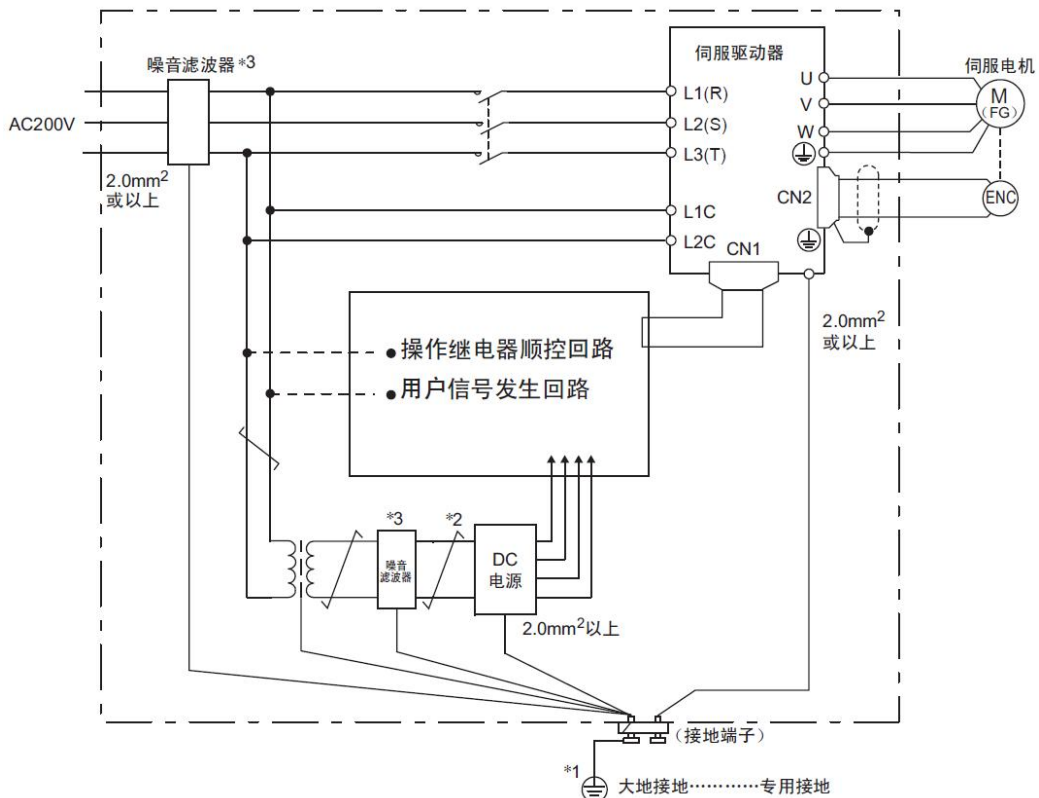 噪音滤波器*3
伺服驱动器
伺服电机
AC200V
L1(R)
L2(S)
L3(T)
L1C
L2C
U
V
W
M
(FG)
CN2
ENC
CN1
2.0mm2
或以上
2.0mm2
或以上
●操作继电器顺控回路
●用户信号发生回路
*3
*2
噪音
滤波器
DC
电源
2.0mm2以上
(接地端子)
*1
大地接地…………专用接地